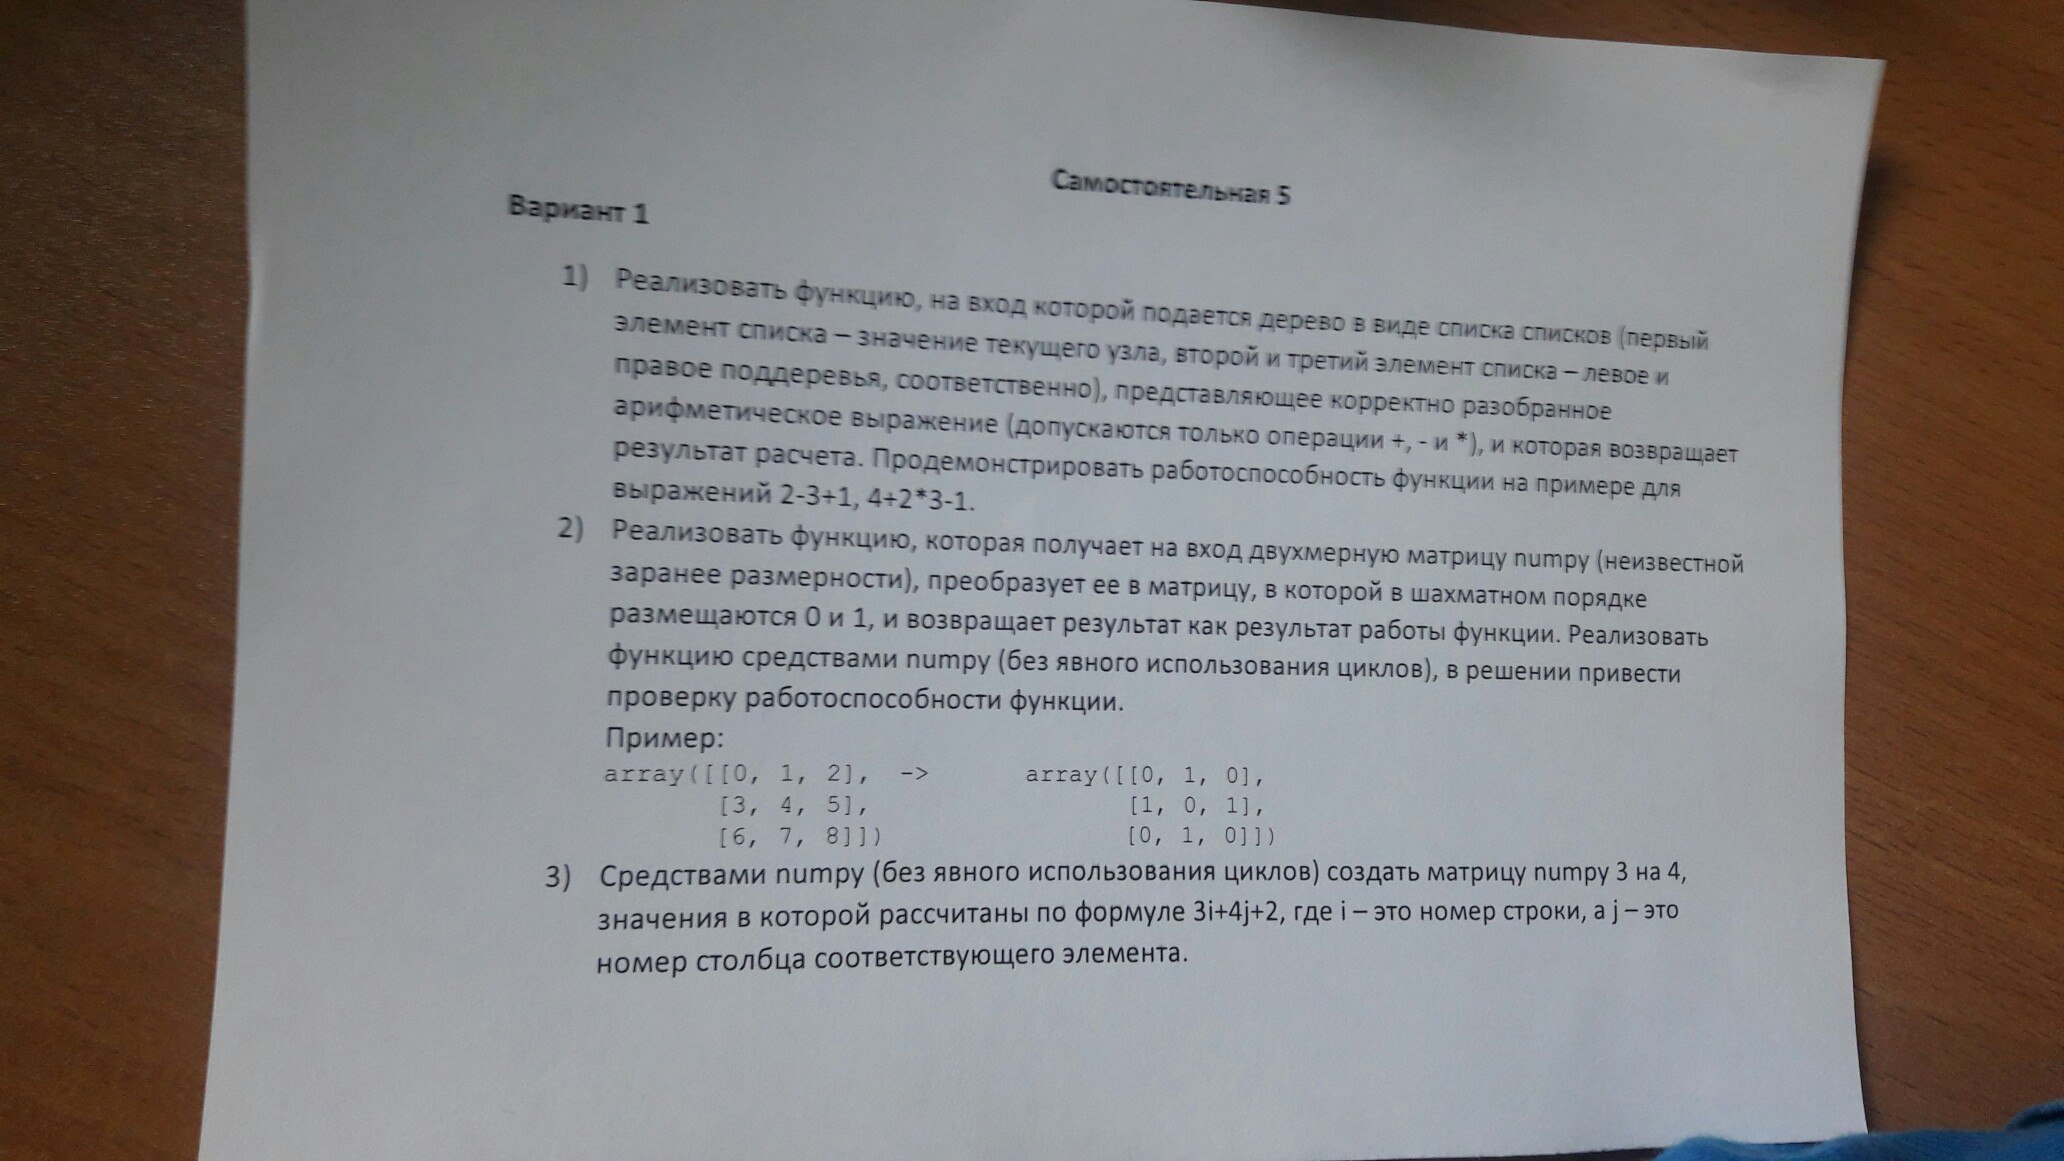 Самостоятельная 5
Вариант 1
1) Реализовать функцию, на вход которой подается дерево в виде списка списков (первый
элемент списка – значение текущего узла, второй и третий элемент списка – левое и
правое поддеревья, соответственно), представляющее корректно разобранное
арифметическое выражение (допускаются только операции +, - и *), и которая возвращает
результат расчета. Продемонстрировать работоспособность функции на примере для
выражений 2-3+1, 4+2*3-1.
2) Реализовать функцию, которая получает на вход двухмерную матрицу numpy (неизвестной
заранее размерности), преобразует ее в матрицу, в которой в шахматном порядке
размещаются 0 и 1, и возвращает результат как результат работы функции. Реализовать
функцию средствами numpy (без явного использования циклов), в решении привести
проверку работоспособности функции.
Пример:
array([[0, 1, 2], -> array([[0, 1, 0],
[3, 4, 5], [1, 0, 1],
[6, 7, 8]]) [0, 1, 0]])
3) Средствами numpy (без явного использования циклов) создать матрицу numpy 3 на 4,
значения в которой рассчитаны по формуле 3i+4j+2, где i – это номер строки, а j – это
номер столбца соответствующего элемента.